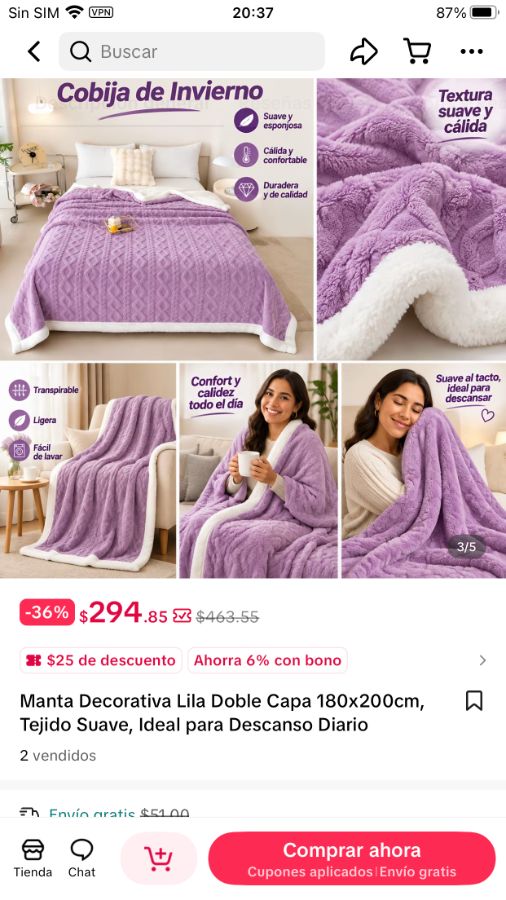 Sin SIM VPN 20:37 87%
Buscar
Cobija de Invierno
Suave y
esponjosa
Cálida y
confortable
Duradera
y de calidad
Textura
suave y
cálida
Transpirable
Ligera
Fácil
de lavar
Confort y
calidez
todo el día
Suave al tacto,
ideal para
descansar
3/5
-36% $294.85 $463.55
$25 de descuento Ahorra 6% con bono
Manta Decorativa Lila Doble Capa 180x200cm,
Tejido Suave, Ideal para Descanso Diario
2 vendidos
Envío gratis $51.00
Tienda
Chat
Comprar ahora
Cupones aplicados | Envío gratis